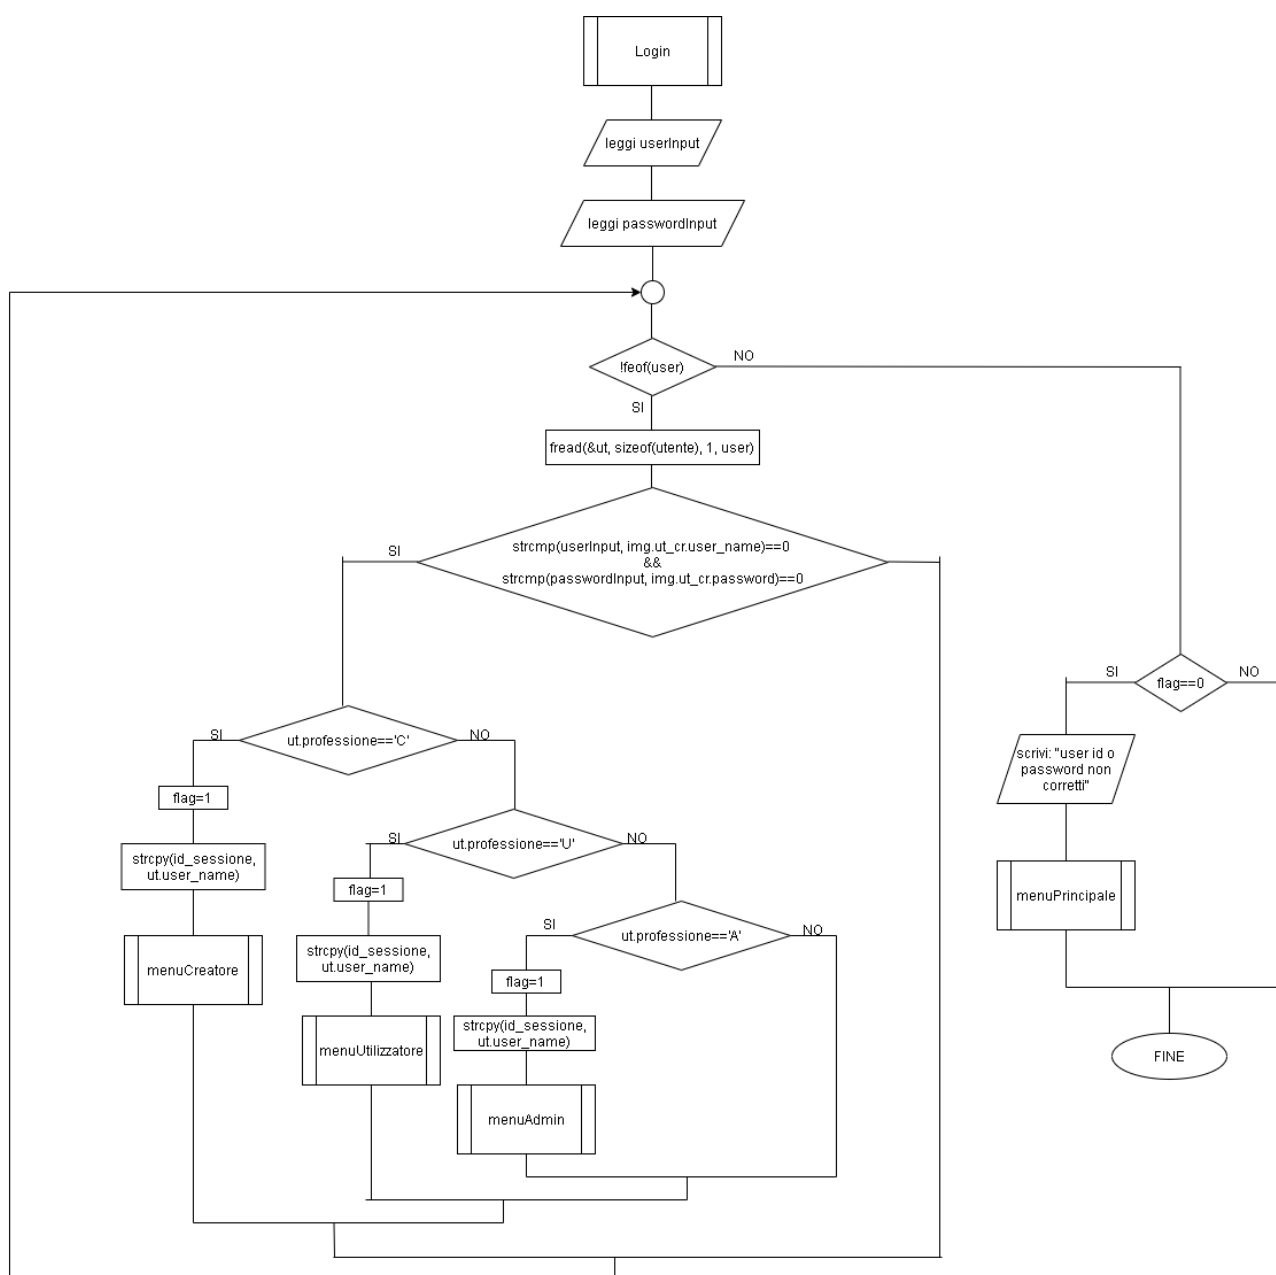 Login
leggi userInput
leggi passwordInput
!feof(user)
NO
SI
fread(&ut, sizeof(utente), 1, user)
strcmp(userInput, img.ut_cr.user_name)==0
&&
strcmp(passwordInput, img.ut_cr.password)==0
SI
flag==0
SI
NO
scrivi: "user id o
password non
corretti"
menuPrincipale
FINE
ut.professione=='C'
SI
NO
flag=1
strcpy(id_sessione,
ut.user_name)
menuCreatore
ut.professione=='U'
SI
NO
flag=1
strcpy(id_sessione,
ut.user_name)
menuUtilizzatore
ut.professione=='A'
SI
NO
flag=1
strcpy(id_sessione,
ut.user_name)
menuAdmin